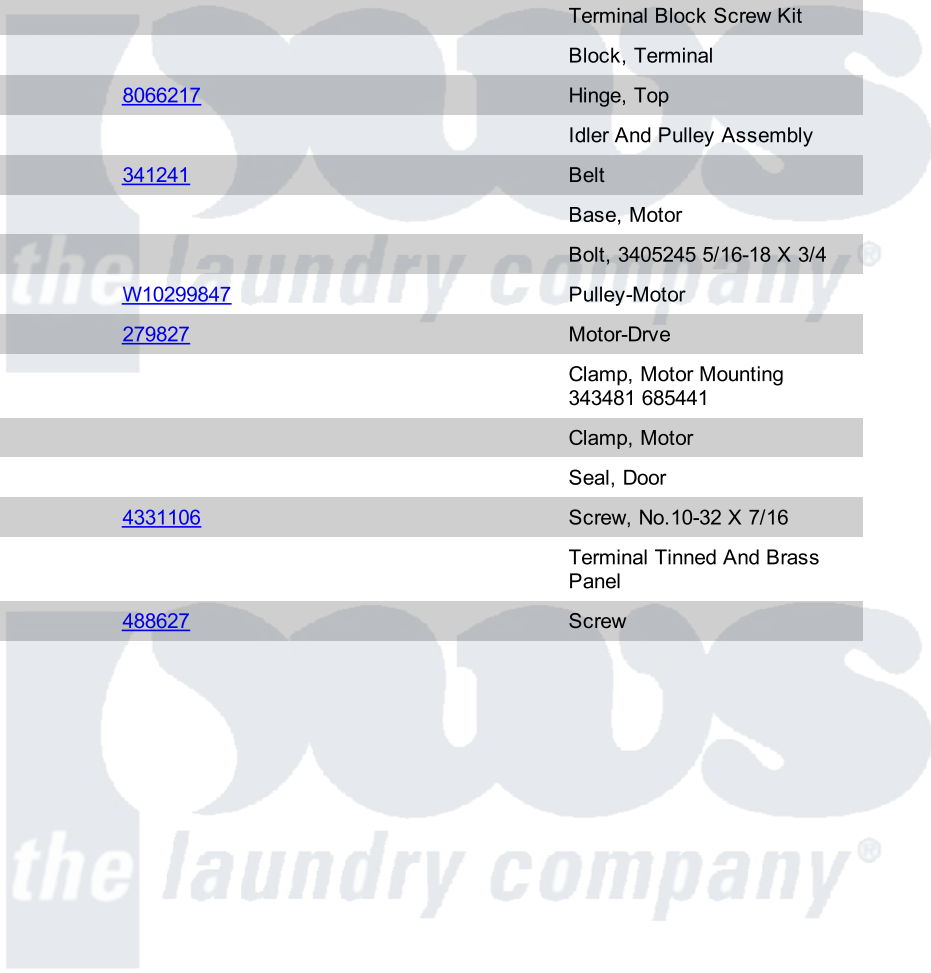 Terminal Block Screw Kit
Block, Terminal
8066217 Hinge, Top
Idler And Pulley Assembly
341241 Belt
Base, Motor
Bolt, 3405245 5/16-18 X 3/4
W10299847 Pulley-Motor
279827 Motor-Drve
Clamp, Motor Mounting
343481 685441
Clamp, Motor
Seal, Door
4331106 Screw, No.10-32 X 7/16
Terminal Tinned And Brass
Panel
488627 Screw
pws
the laundry company®
pws
the laundry company®